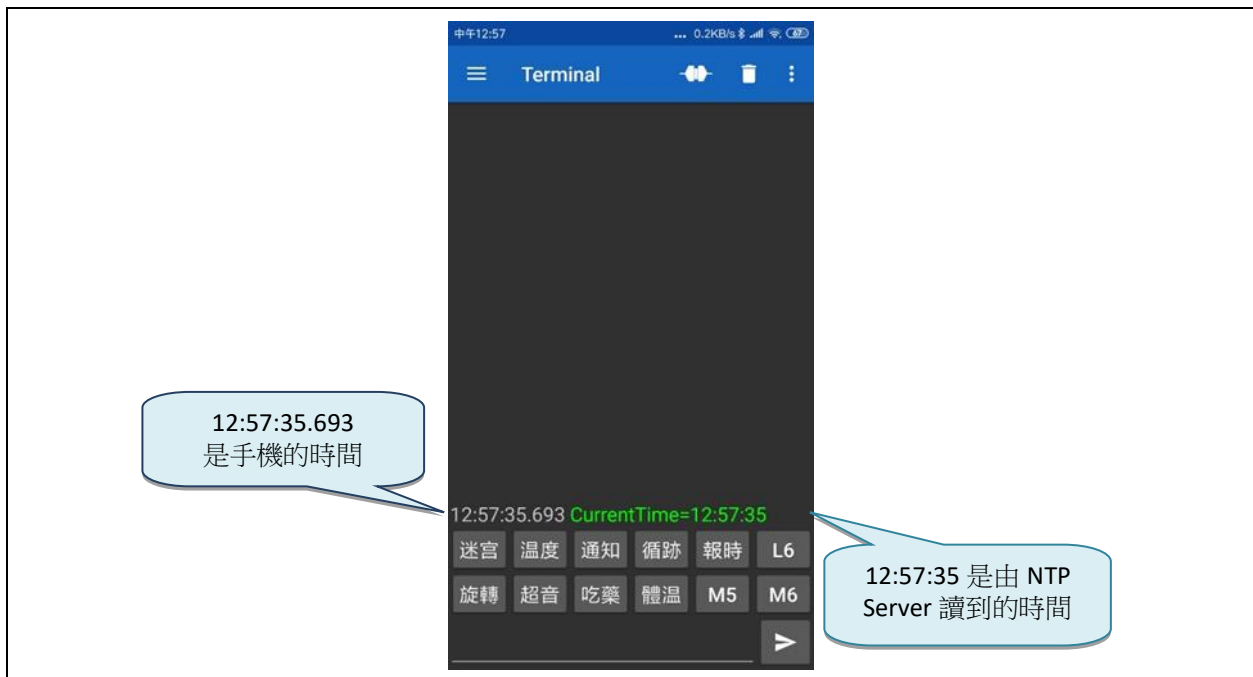 中午12:57 ... 0.2KB/s 67
Terminal
12:57:35.693
是手機的時間
12:57:35.693 CurrentTime=12:57:35
迷宮 温度 通知 循跡 報時 L6
旋轉 超音 吃藥 體温 M5 M6
12:57:35 是由 NTP
Server 讀到的時間